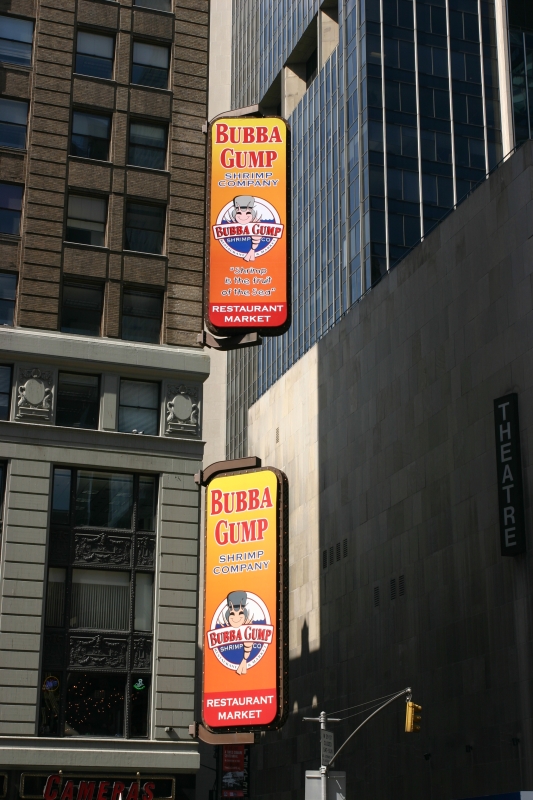 BUBBA
GUMP
SHRIMP
COMPANY
BUBBA GUMP
SHRIMP CO.
"Shrimp
is the fruit
of the Sea"
RESTAURANT
MARKET
THEATRE
BUBBA
GUMP
SHRIMP
COMPANY
BUBBA GUMP
SHRIMP CO.
RESTAURANT
MARKET
CAMERAS